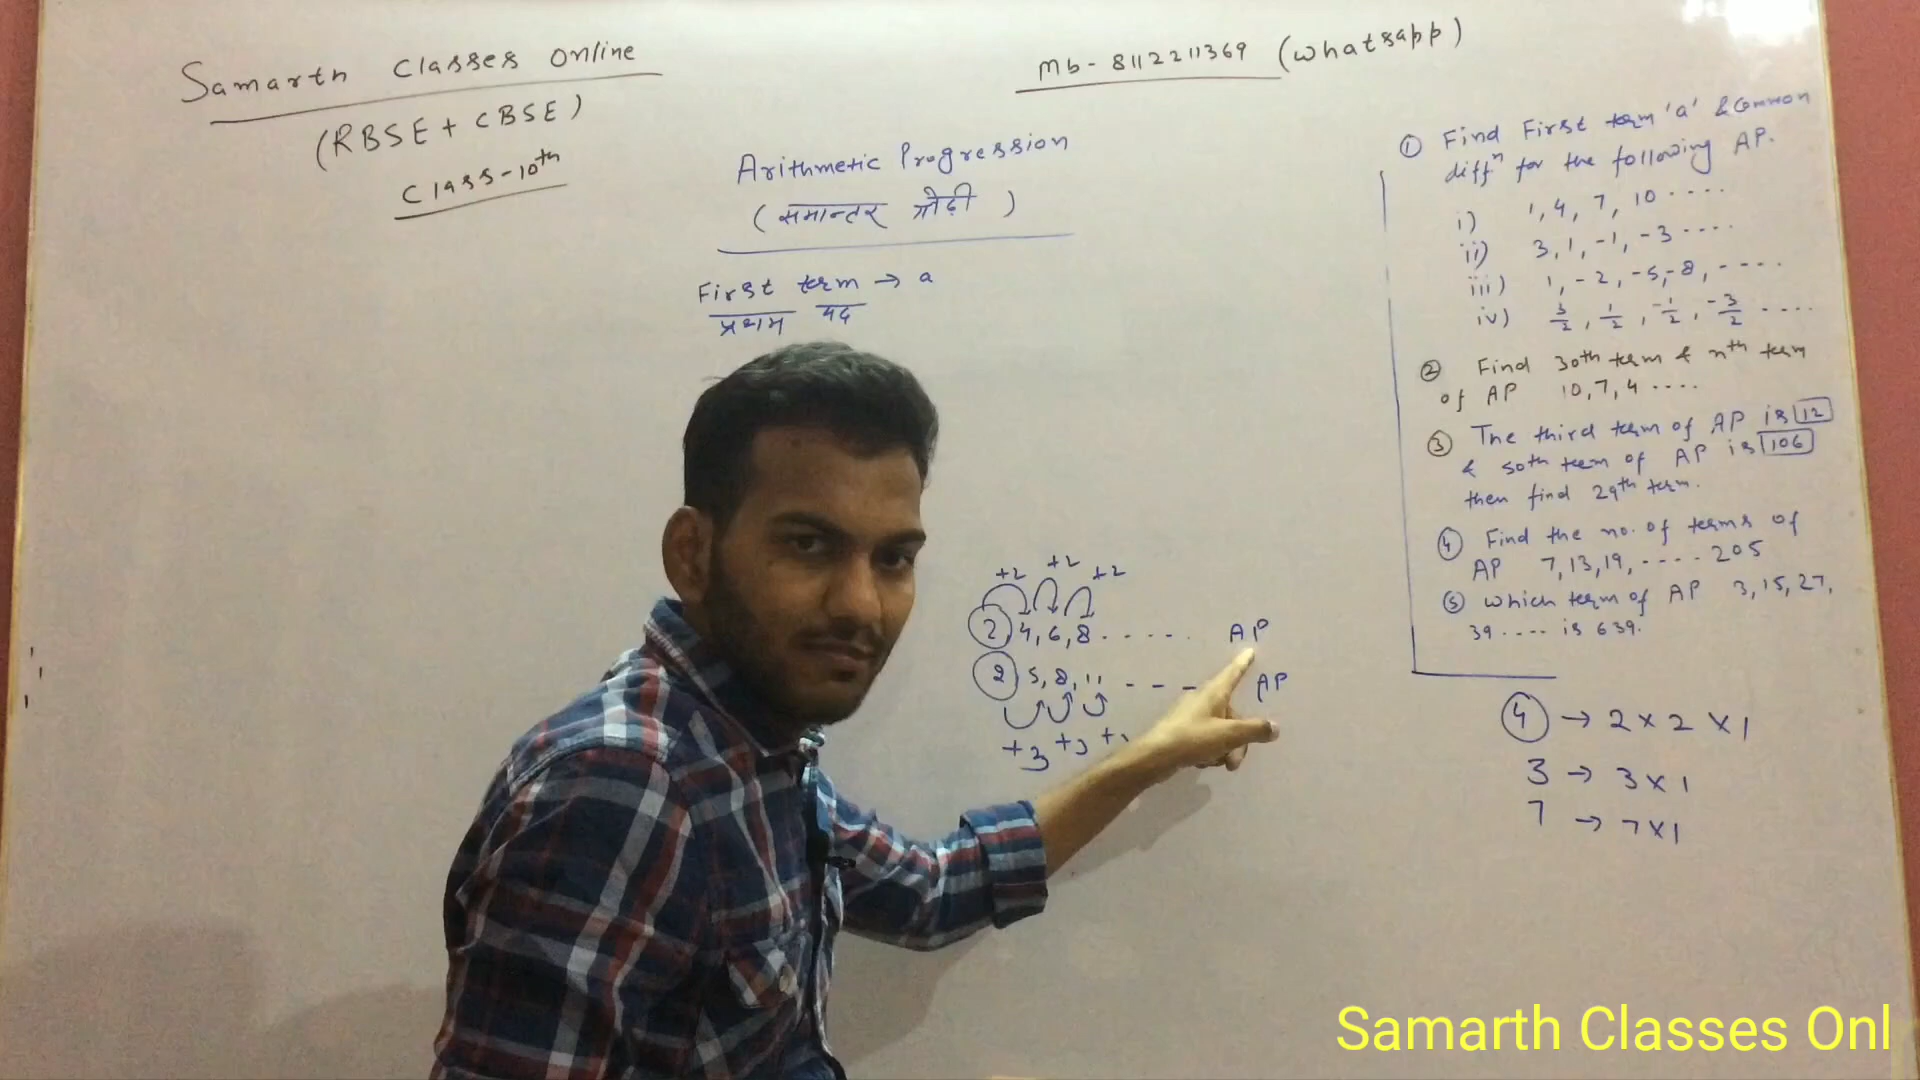 Samarth Classes Online
(RBSE + CBSE)
Class-10th
Mb- 8112211369 (whatsapp)
Arithmetic Progression
(समान्तर श्रेढ़ी)
First term → a
प्रथम पद
+2 +2 +2
2, 4, 6, 8 ..... AP
2, 5, 8, 11 - - - AP
+3 +3
① Find First term 'a' & Common
diffⁿ for the following AP.
i) 1, 4, 7, 10 ....
ii) 3, 1, -1, -3 ....
iii) 1, -2, -5, -8, ----
iv) 3/2, 1/2, -1/2, -3/2 ....
② Find 30th term & nth term
of AP 10, 7, 4 ....
③ The third term of AP is 12
& 50th term of AP is 106
then find 29th term.
④ Find the no. of terms of
AP 7, 13, 19, ---- 205
⑤ which term of AP 3, 15, 27,
39 .... is 639.
④ → 2 x 2 x 1
3 → 3 x 1
7 → 7 x 1
Samarth Classes Onl